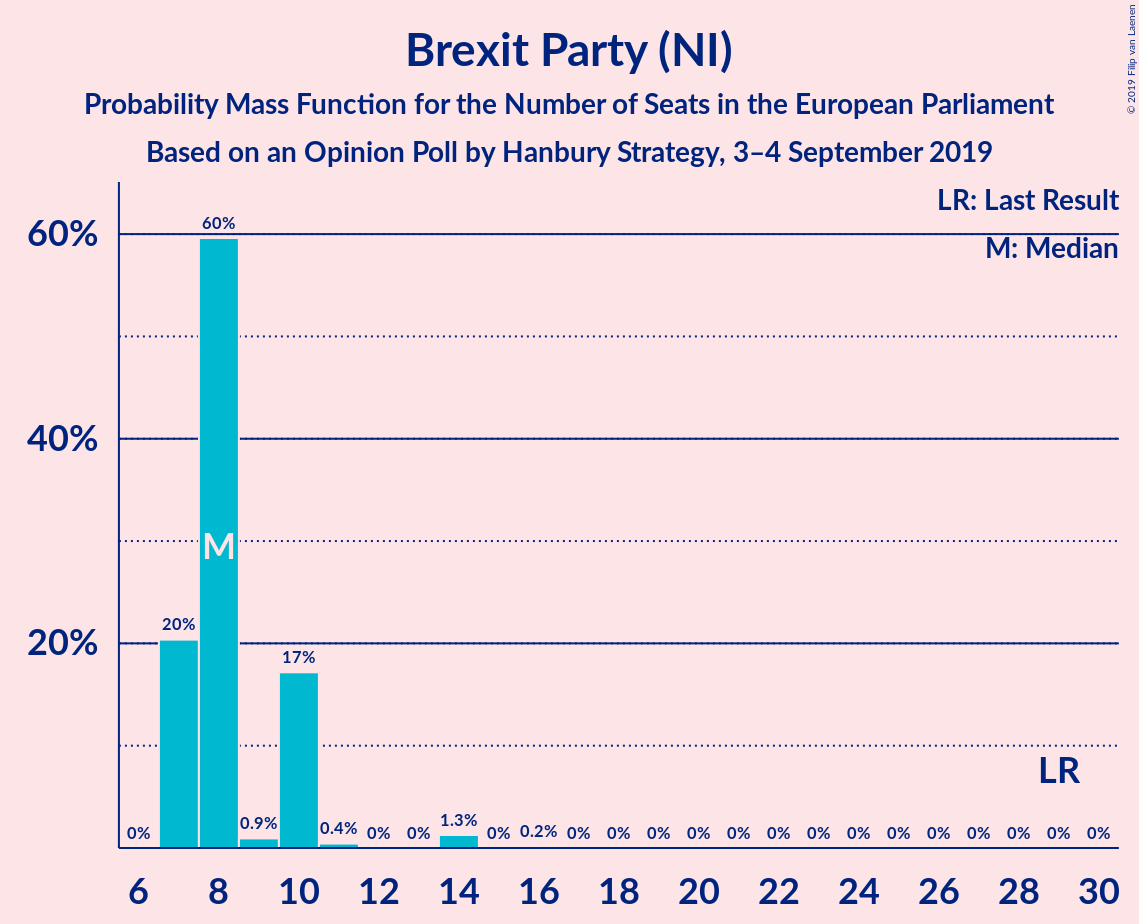 Brexit Party (NI)
Probability Mass Function for the Number of Seats in the European Parliament
Based on an Opinion Poll by Hanbury Strategy, 3–4 September 2019
© 2019 Filip van Laenen
LR: Last Result
M: Median
60%
40%
20%
0% 20% 60% 0.9% 17% 0.4% 0% 0% 1.3% 0% 0.2% 0% 0% 0% 0% 0% 0% 0% 0% 0% 0% 0% 0% 0% 0%
M
LR
6 8 10 12 14 16 18 20 22 24 26 28 30